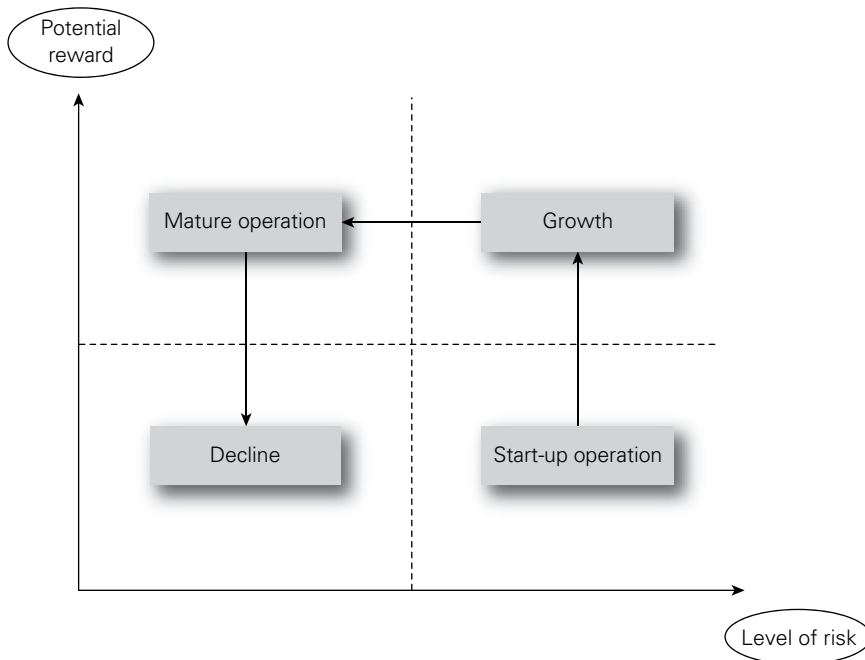 Potential
reward
Mature operation
Growth
Decline
Start-up operation
Level of risk